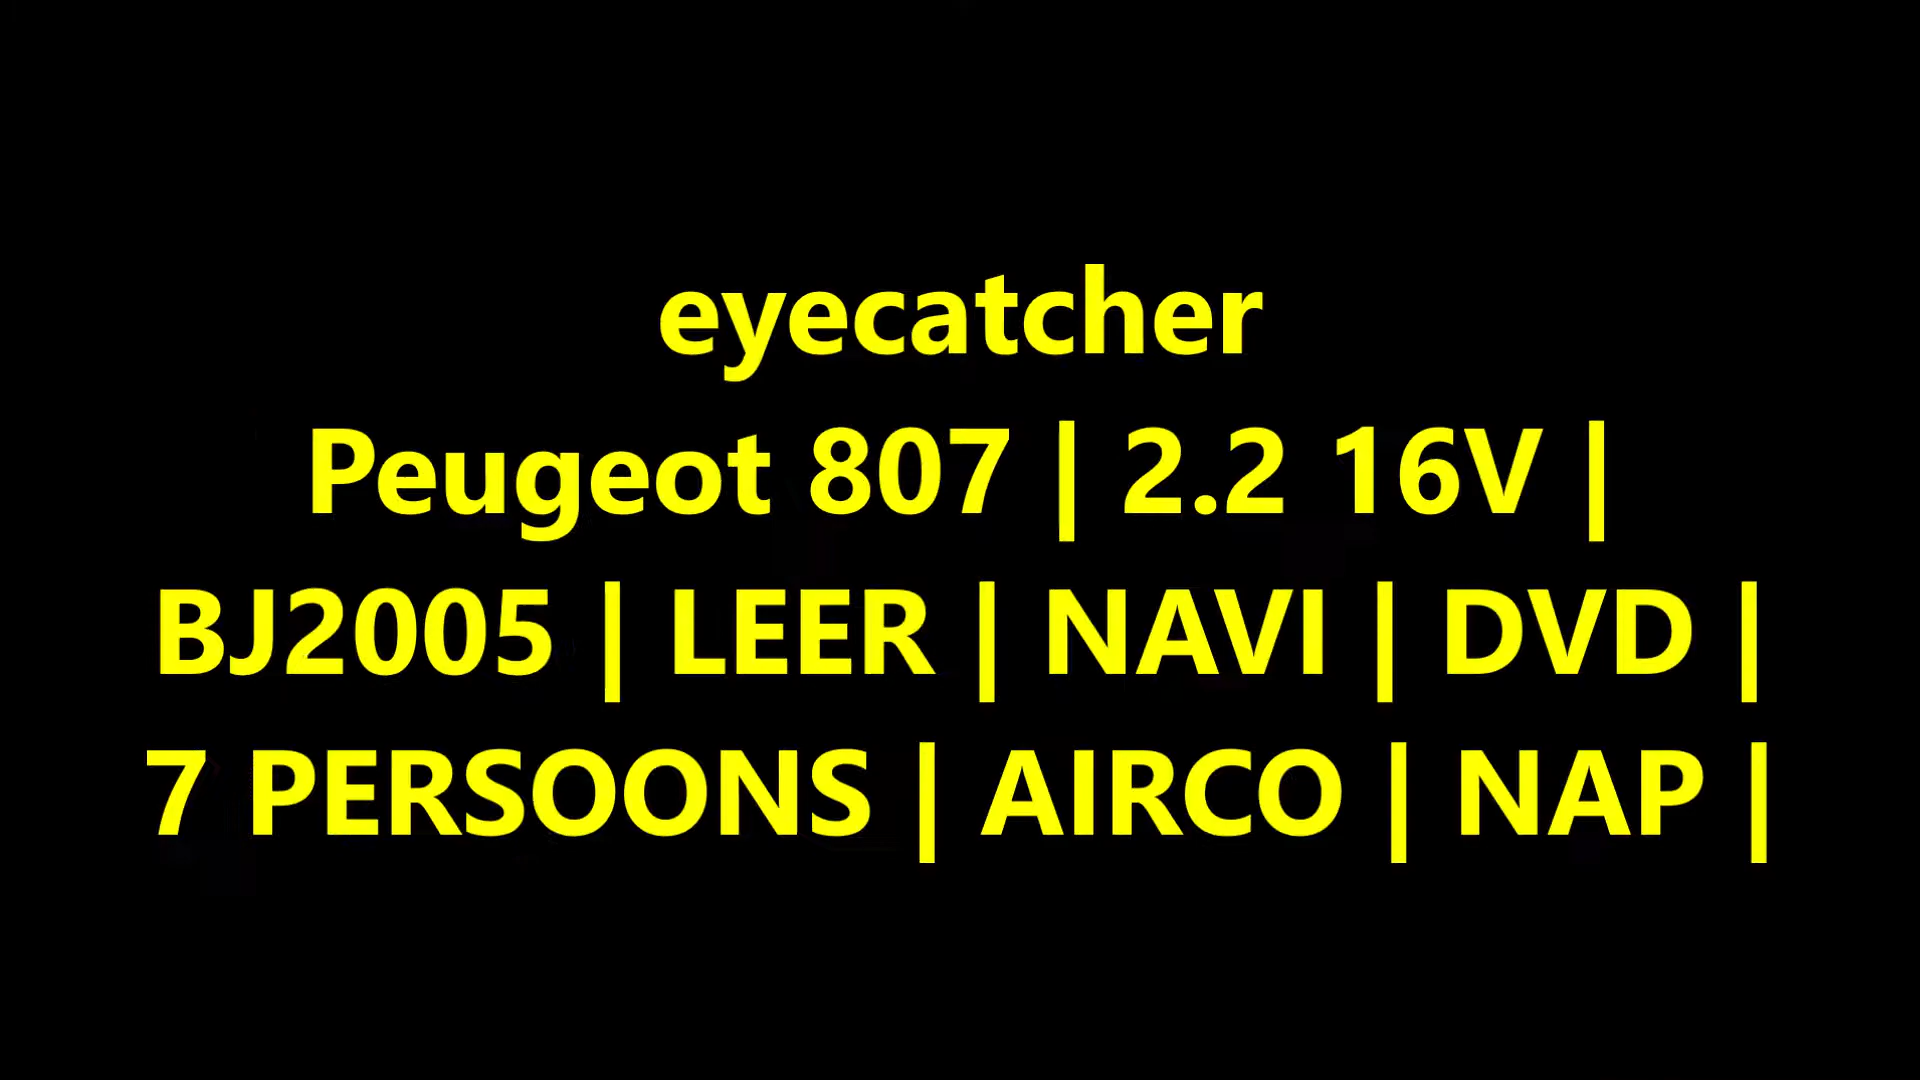 eyecatcher
Peugeot 807 | 2.2 16V |
BJ2005 | LEER | NAVI | DVD |
7 PERSOONS | AIRCO | NAP |